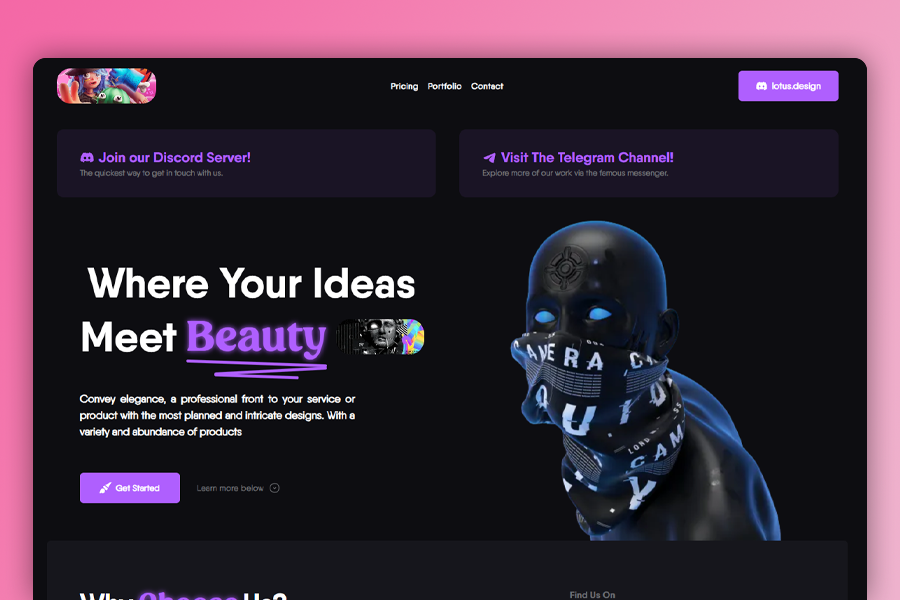 Pricing Portfolio Contact
lotus.design
Join our Discord Server!
The quickest way to get in touch with us.
Visit The Telegram Channel!
Explore more of our work via the famous messenger.
Where Your Ideas
Meet Beauty
Convey elegance, a professional front to your service or
product with the most planned and intricate designs. With a
variety and abundance of products
Get Started
Learn more below
Why Choose Us?
Find Us On